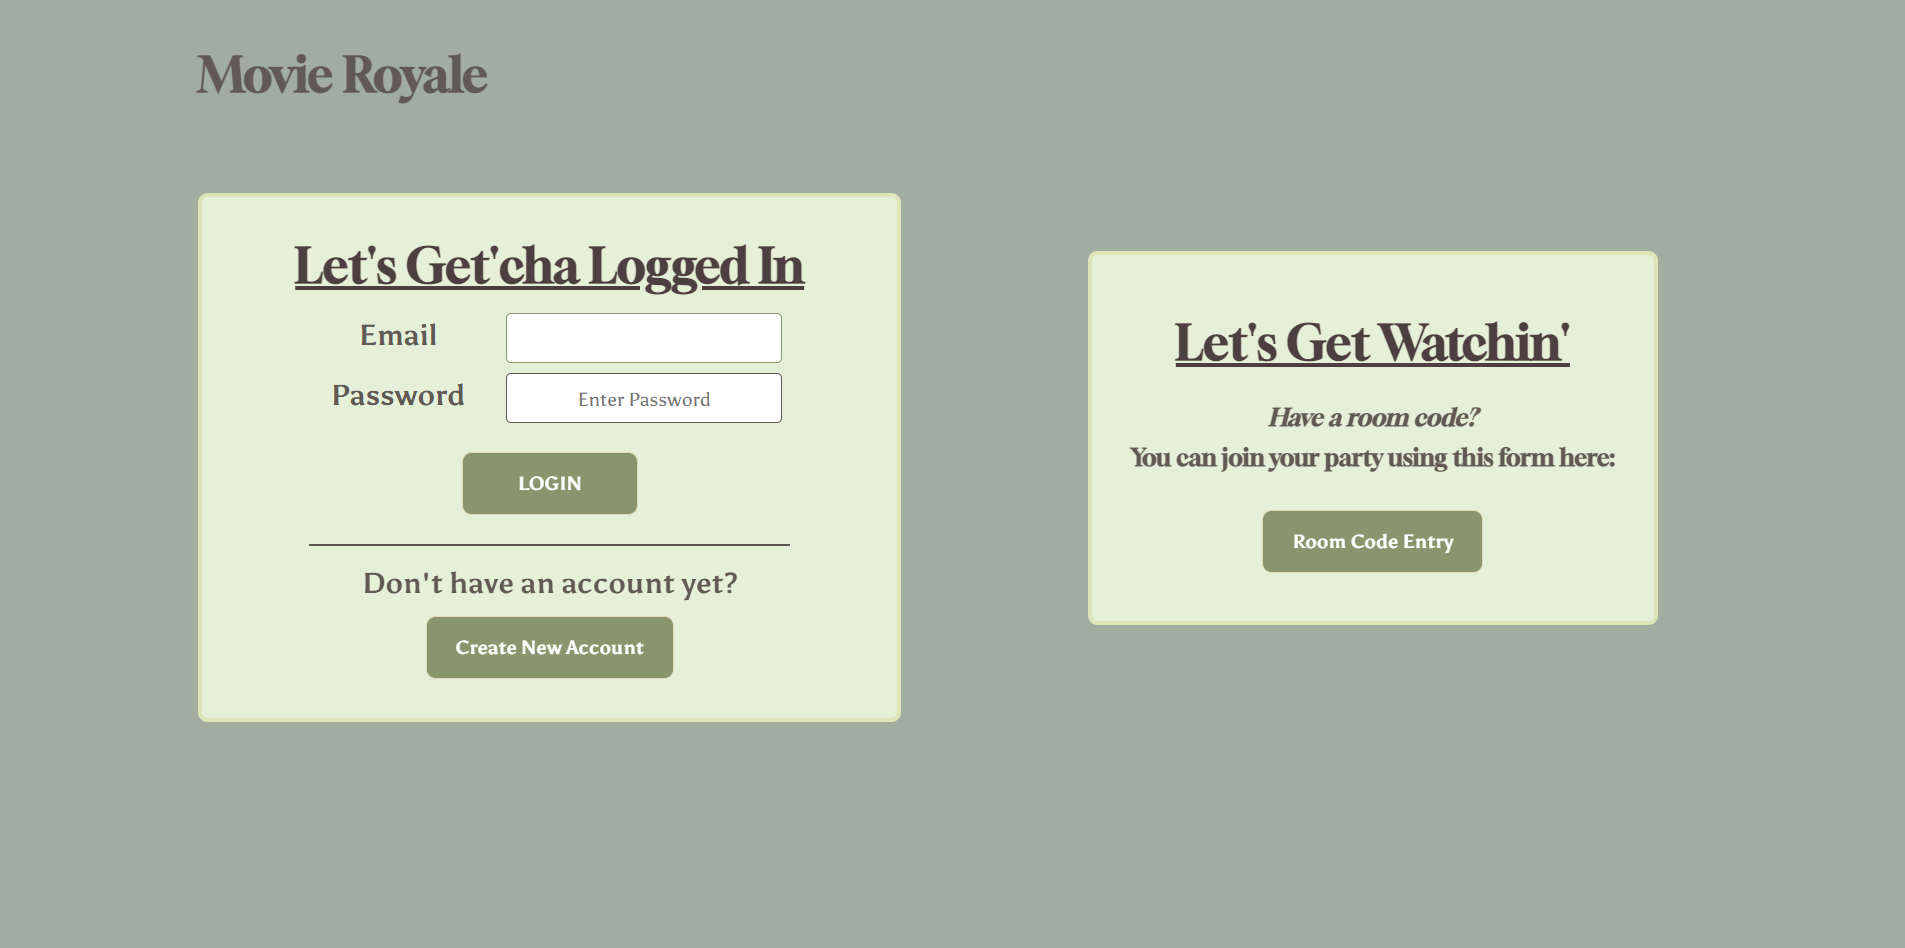 Movie Royale
Let's Get'cha Logged In
Email
Password
Enter Password
LOGIN
Don't have an account yet?
Create New Account
Let's Get Watchin'
Have a room code?
You can join your party using this form here:
Room Code Entry